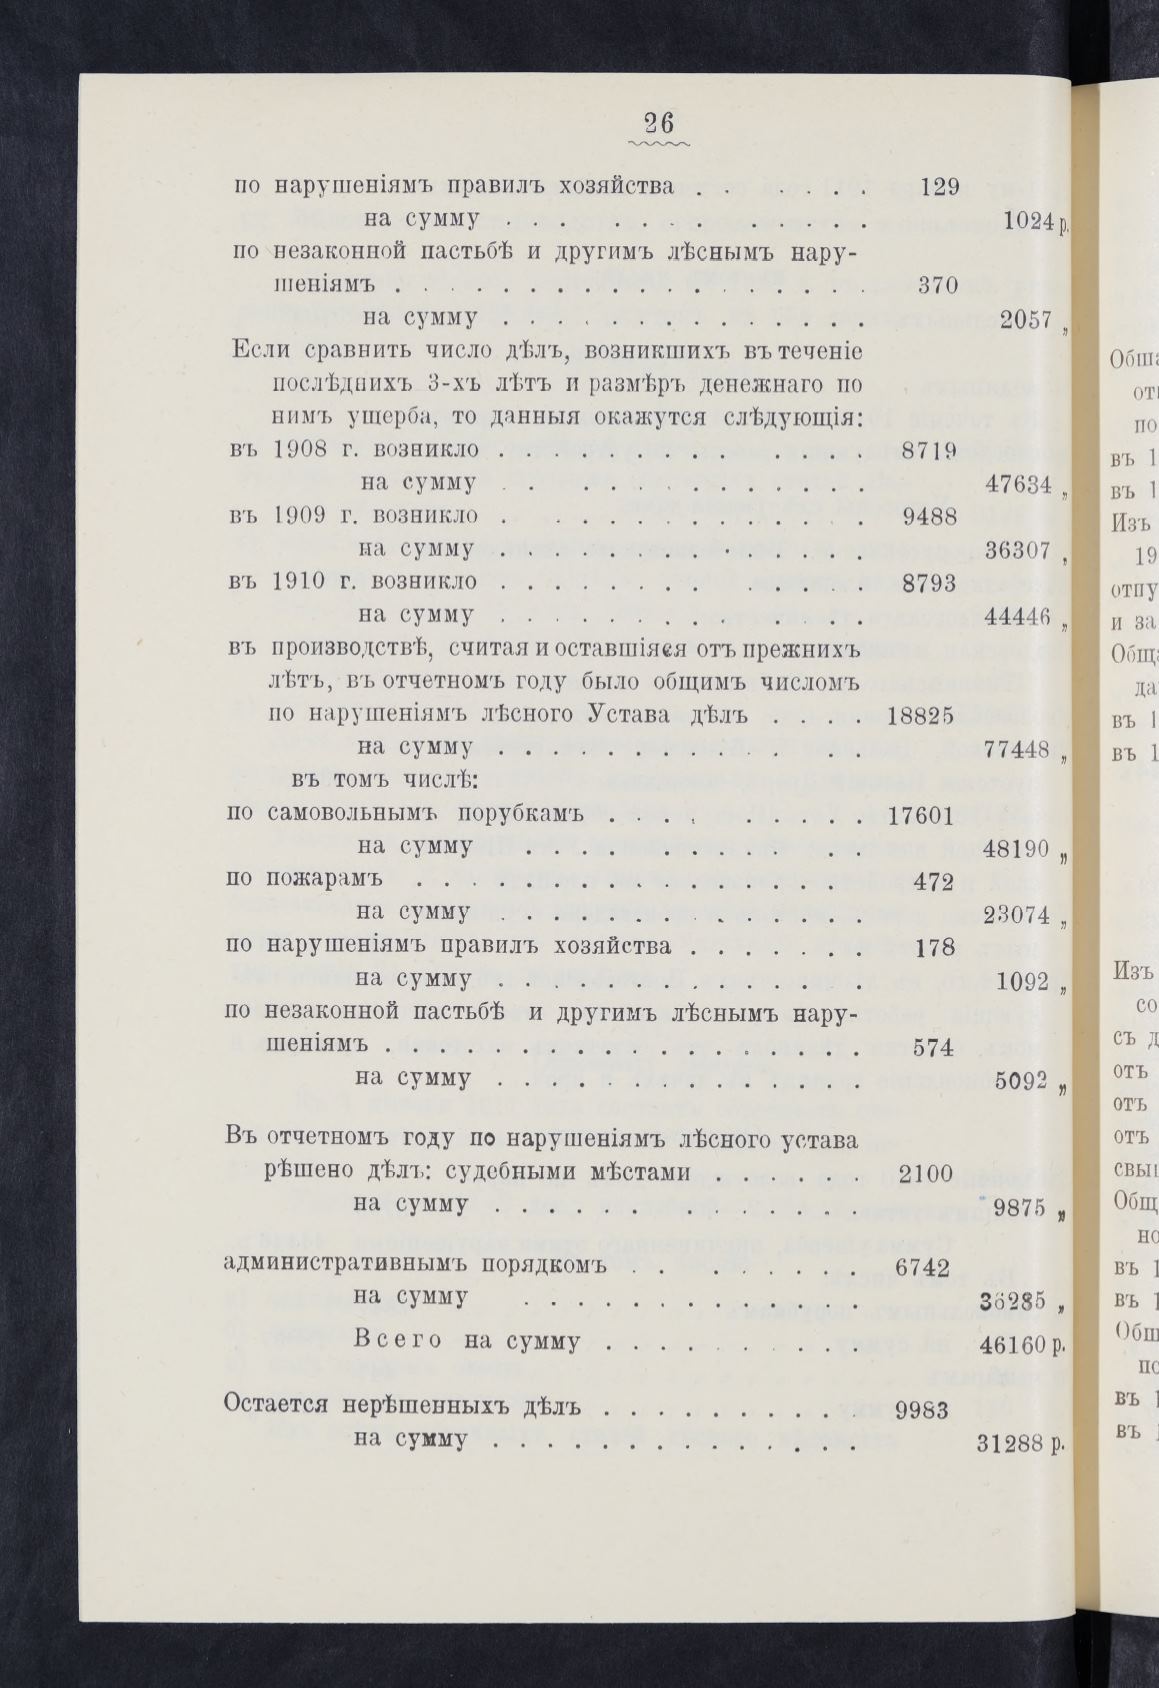 26
по нарушеніямъ правилъ хозяйства . . . . . . . 129
на сумму . . . . . . . . . . . . . . 1024 р.
по незаконной пастьбѣ и другимъ лѣснымъ нару-
шеніямъ . . . . . . . . . . . . . . . . . . 370
на сумму . . . . . . . . . . . . . . 2057 „
Если сравнить число дѣлъ, возникшихъ въ теченіе
послѣднихъ 3-хъ лѣтъ и размѣръ денежнаго по
нимъ ущерба, то данныя окажутся слѣдующія:
въ 1908 г. возникло . . . . . . . . . . . . . . 8719
на сумму . . . . . . . . . . . . . 47634 „
въ 1909 г. возникло . . . . . . . . . . . . . . 9488
на сумму . . . . . . . . . . . . . . 36307 „
въ 1910 г. возникло . . . . . . . . . . . . . . 8793
на сумму . . . . . . . . . . . . . . 44446 „
въ производствѣ, считая и оставшіяся отъ прежнихъ
лѣтъ, въ отчетномъ году было общимъ числомъ
по нарушеніямъ лѣсного Устава дѣлъ . . . . 18825
на сумму . . . . . . . . . . . . . . 77448 „
въ томъ числѣ:
по самовольнымъ порубкамъ . . . . . . . . . . 17601
на сумму . . . . . . . . . . . . . 48190 „
по пожарамъ . . . . . . . . . . . . . . . . . 472
на сумму . . . . . . . . . . . . . . 23074 „
по нарушеніямъ правилъ хозяйства . . . . . . . 178
на сумму . . . . . . . . . . . . . . 1092 „
по незаконной пастьбѣ и другимъ лѣснымъ нару-
шеніямъ . . . . . . . . . . . . . . . . . . 574
на сумму . . . . . . . . . . . . . . 5092 „
Въ отчетномъ году по нарушеніямъ лѣсного устава
рѣшено дѣлъ: судебными мѣстами . . . . . . 2100
на сумму . . . . . . . . . . . . . . 9875 „
административнымъ порядкомъ . . . . . . . . . 6742
на сумму . . . . . . . . . . . . . 36285 „
Всего на сумму . . . . . . . . . . 46160 р.
Остается нерѣшенныхъ дѣлъ . . . . . . . . . . 9983
на сумму . . . . . . . . . . . . . . 31288 р.